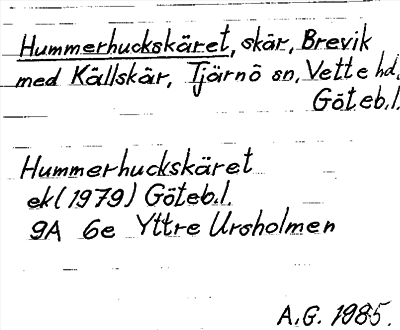 Hummerhuckskäret, skär, Brevik
med Källskär, Tjärnö sn, Vette hd,
Göteb.l.
Hummerhuckskäret
ek (1979) Göteb.l.
9A 6e Yttre Ursholmen
A.G. 1985.